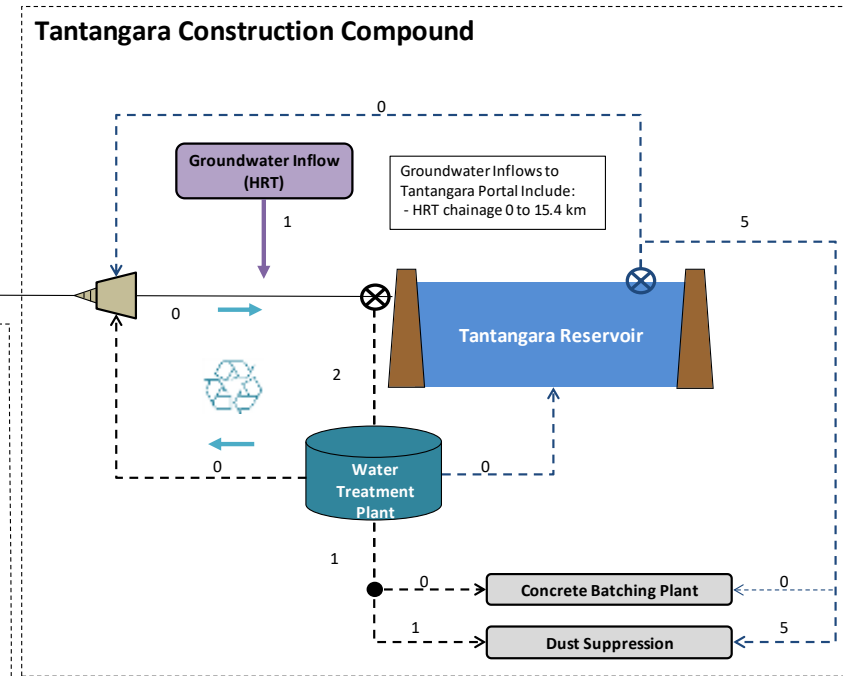 Tantangara Construction Compound
0
Groundwater Inflow
(HRT)
Groundwater Inflows to
Tantangara Portal Include:
- HRT chainage 0 to 15.4 km
1
5
0
Tantangara Reservoir
2
0
Water
Treatment
Plant
0
1
0
Concrete Batching Plant
0
1
Dust Suppression
5